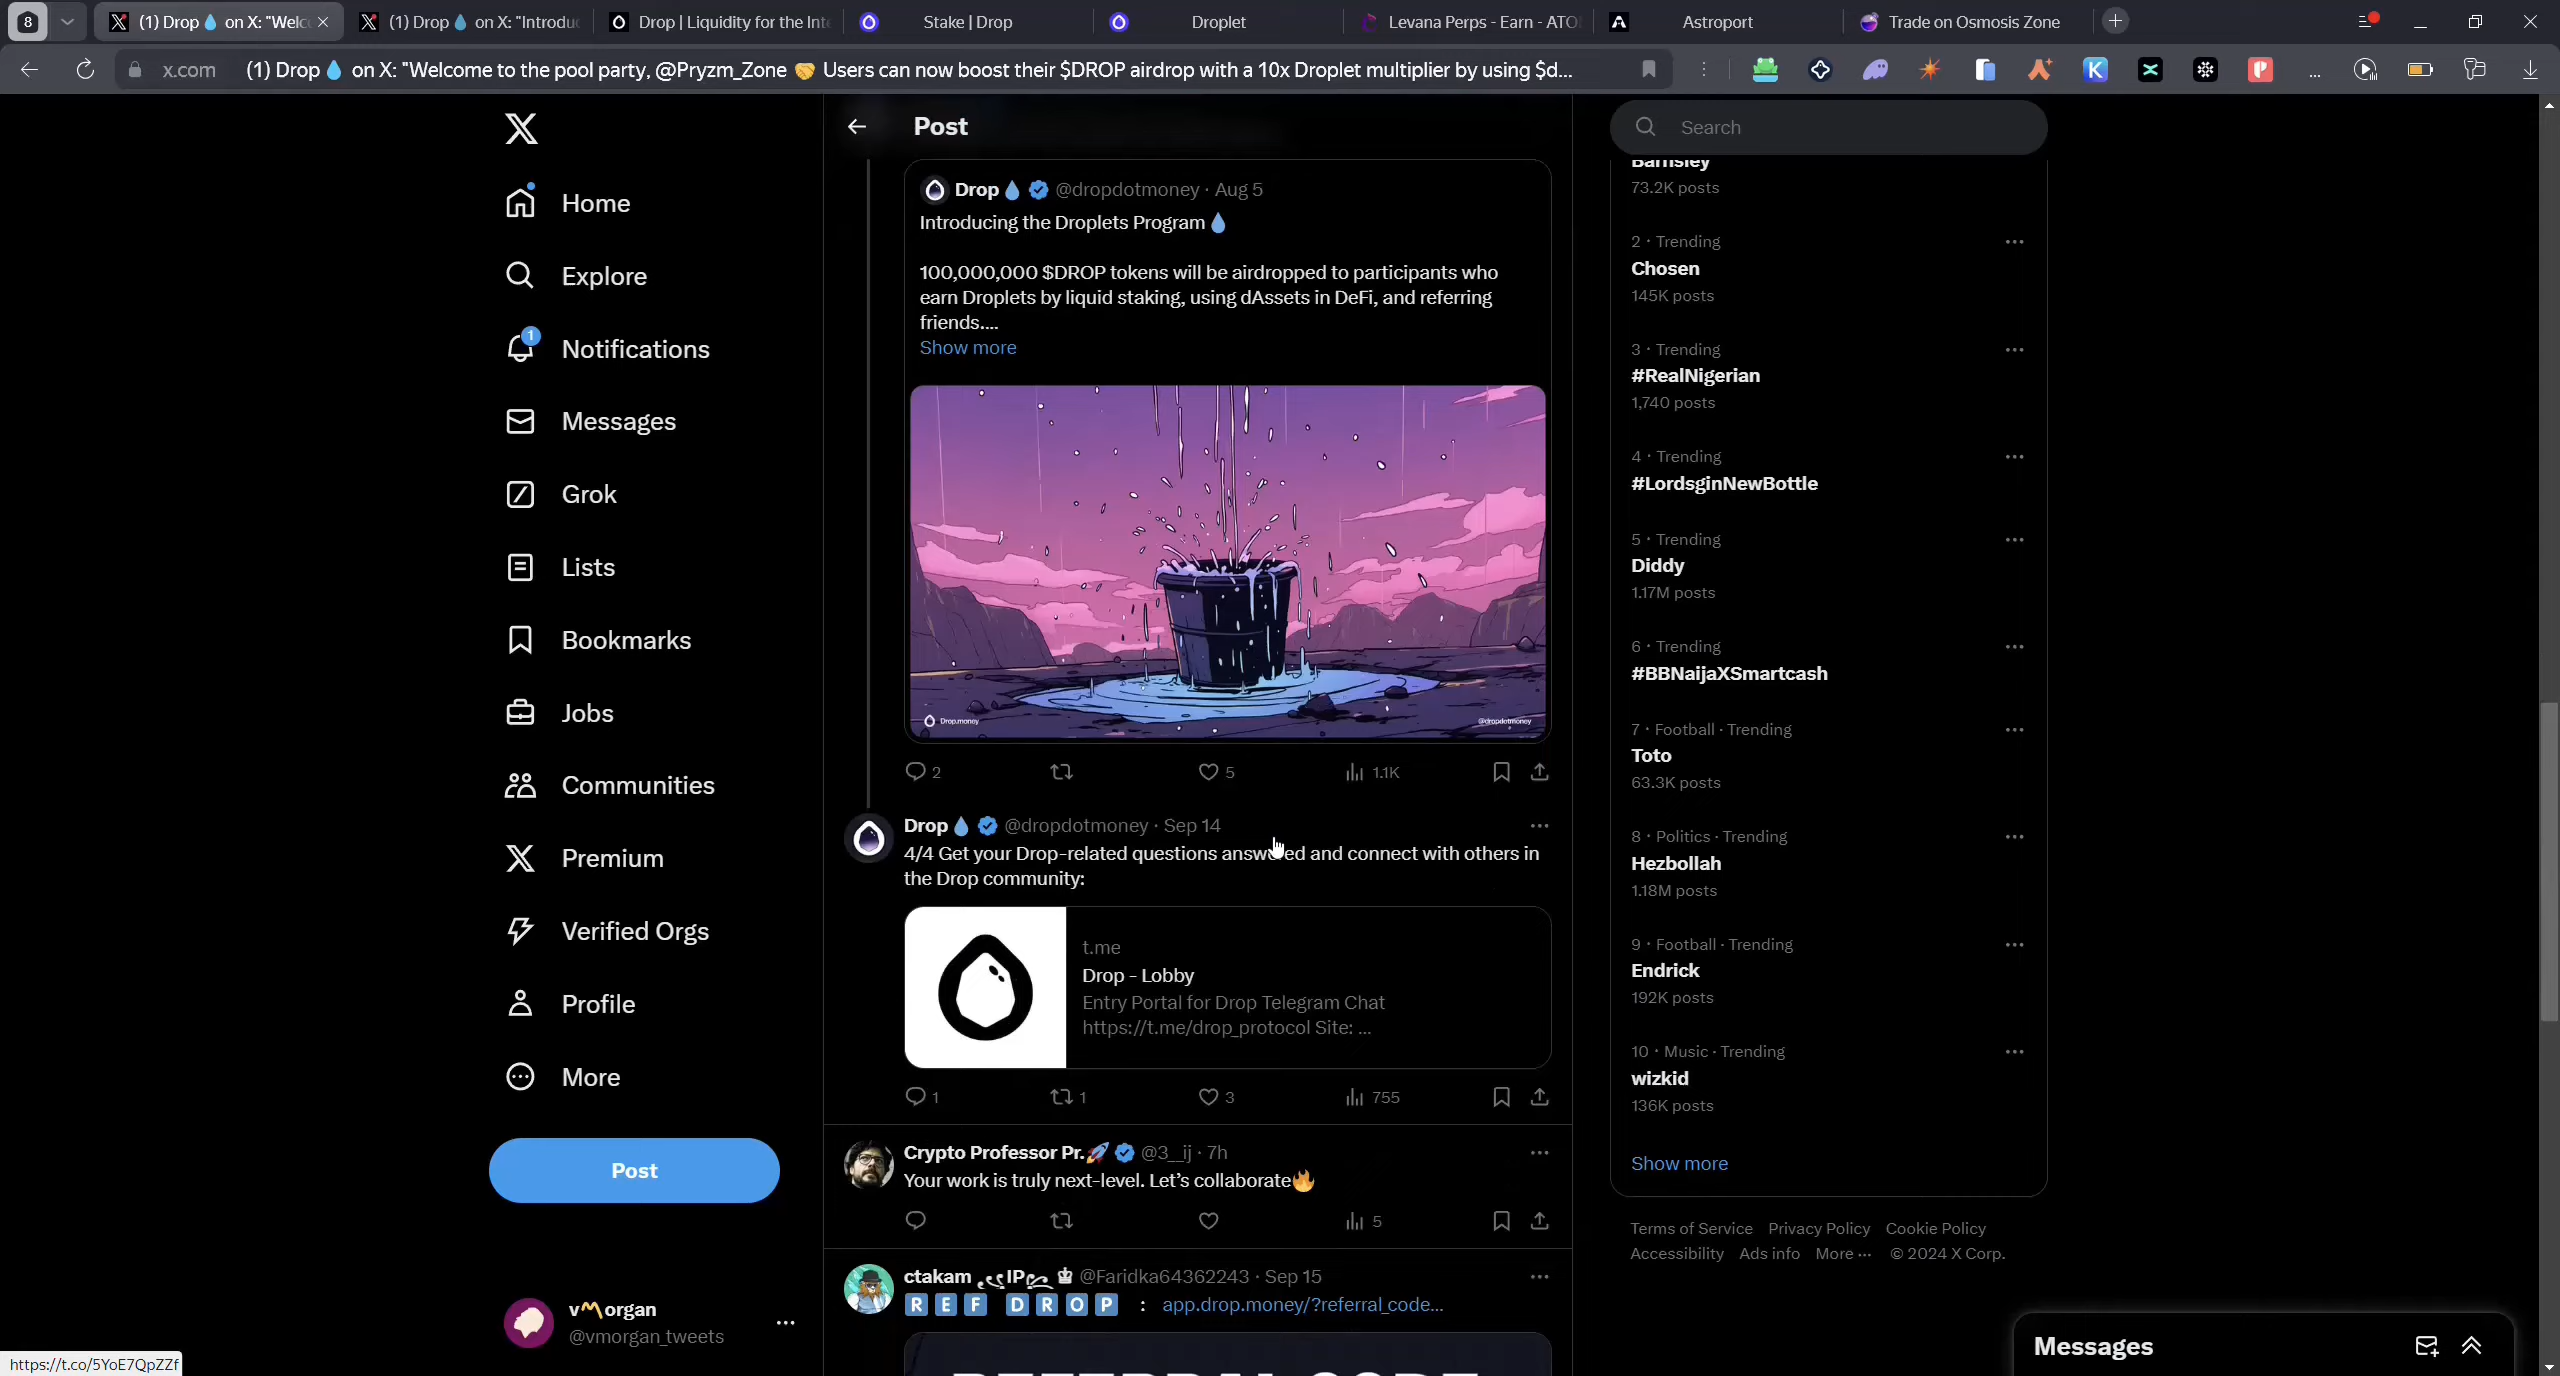 8
(1) Drop💧 on X: "Welc
(1) Drop💧 on X: "Introdu
Drop | Liquidity for the Inte
Stake | Drop
Droplet
Levana Perps - Earn - ATO
Astroport
Trade on Osmosis Zone
x.com
(1) Drop💧 on X: "Welcome to the pool party, @Pryzm_Zone 🤝 Users can now boost their $DROP airdrop with a 10x Droplet multiplier by using $d...
Home
Explore
1
Notifications
Messages
Grok
Lists
Bookmarks
Jobs
Communities
Premium
Verified Orgs
Profile
More
Post
v〽organ
@vmorgan_tweets
https://t.co/5YoE7QpZZf
Post
Drop💧 @dropdotmoney · Aug 5
Introducing the Droplets Program💧
100,000,000 $DROP tokens will be airdropped to participants who
earn Droplets by liquid staking, using dAssets in DeFi, and referring
friends....
Show more
Drop.money
@dropdotmoney
2
5
1.1K
Drop💧 @dropdotmoney · Sep 14
4/4 Get your Drop-related questions answered and connect with others in
the Drop community:
t.me
Drop - Lobby
Entry Portal for Drop Telegram Chat
https://t.me/drop_protocol Site: ...
1
1
3
755
Crypto Professor Pr.🚀 @3__ij · 7h
Your work is truly next-level. Let's collaborate🔥
5
ctakam IP @Faridka64362243 · Sep 15
🇷 🇪 🇫 🇩 🇷 🇴 🇵 : app.drop.money/?referral_code...
REFERRAL CODE
Search
Barnsley
73.2K posts
2 · Trending
Chosen
145K posts
3 · Trending
#RealNigerian
1,740 posts
4 · Trending
#LordsginNewBottle
5 · Trending
Diddy
1.17M posts
6 · Trending
#BBNaijaXSmartcash
7 · Football · Trending
Toto
63.3K posts
8 · Politics · Trending
Hezbollah
1.18M posts
9 · Football · Trending
Endrick
192K posts
10 · Music · Trending
wizkid
136K posts
Show more
Terms of Service Privacy Policy Cookie Policy
Accessibility Ads info More ··· © 2024 X Corp.
Messages